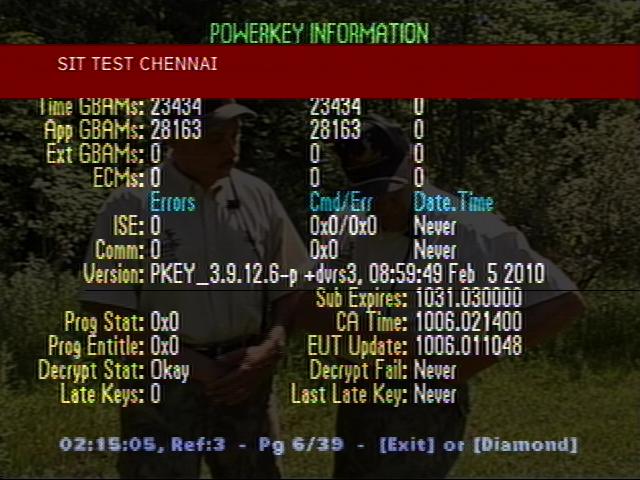 POWERKEY INFORMATION
SIT TEST CHENNAI
Time GBAMs: 23434 23434 0
App GBAMs: 28163 28163 0
Ext GBAMs: 0 0 0
ECMs: 0 0 0
Errors Cmd/Err Date.Time
ISE: 0 0x0/0x0 Never
Comm: 0 0x0 Never
Version: PKEY_3.9.12.6-p +dvrs3, 08:59:49 Feb 5 2010
Sub Expires: 1031.030000
Prog Stat: 0x0 CA Time: 1006.021400
Prog Entitle: 0x0 EUT Update: 1006.011048
Decrypt Stat: Okay Decrypt Fail: Never
Late Keys: 0 Last Late Key: Never
02:15:05, Ref:3 - Pg 6/39 - [Exit] or [Diamond]